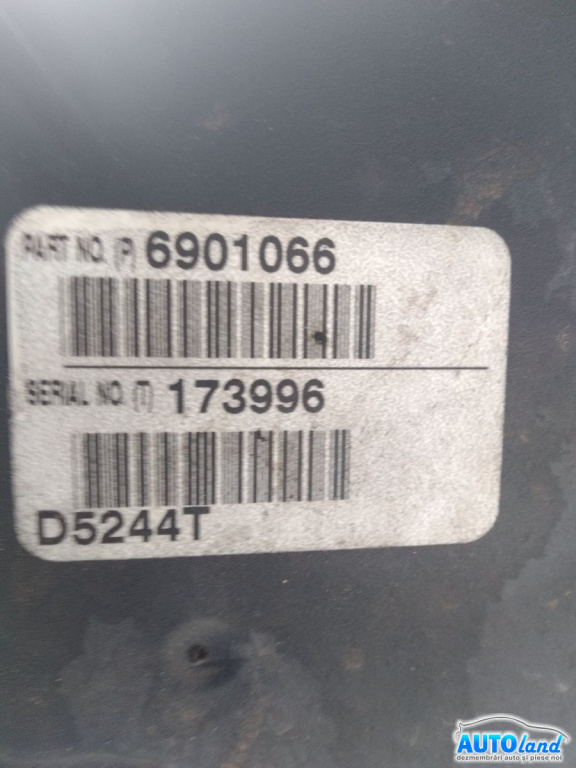 PART NO. (P) 6901066
SERIAL NO. (T) 173996
D5244T
AUTOland
dezmembrări auto și piese noi